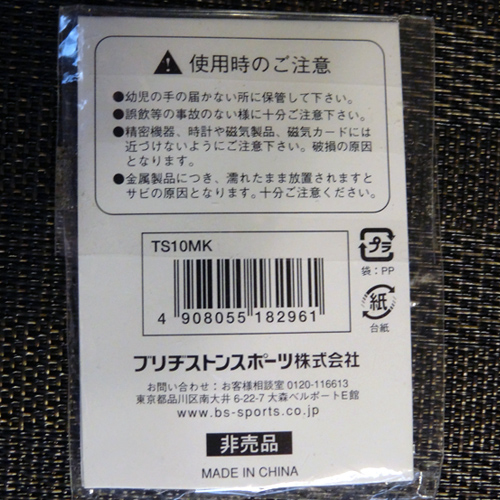 使用時のご注意
●幼児の手の届かない所に保管して下さい。
●誤飲等の事故のない様に十分ご注意下さい。
●精密機器、時計や磁気製品、磁気カードには
近づけないようにご注意下さい。破損の原因
となります。
●金属製品につき、濡れたまま放置されますと
サビの原因となります。十分ご注意ください。
TS10MK
4 908055 182961
プラ
袋:PP
紙
台紙
ブリヂストンスポーツ株式会社
お問い合わせ:お客様相談室 0120-116613
東京都品川区南大井 6-22-7 大森ベルポートE館
www.bs-sports.co.jp
非売品
MADE IN CHINA